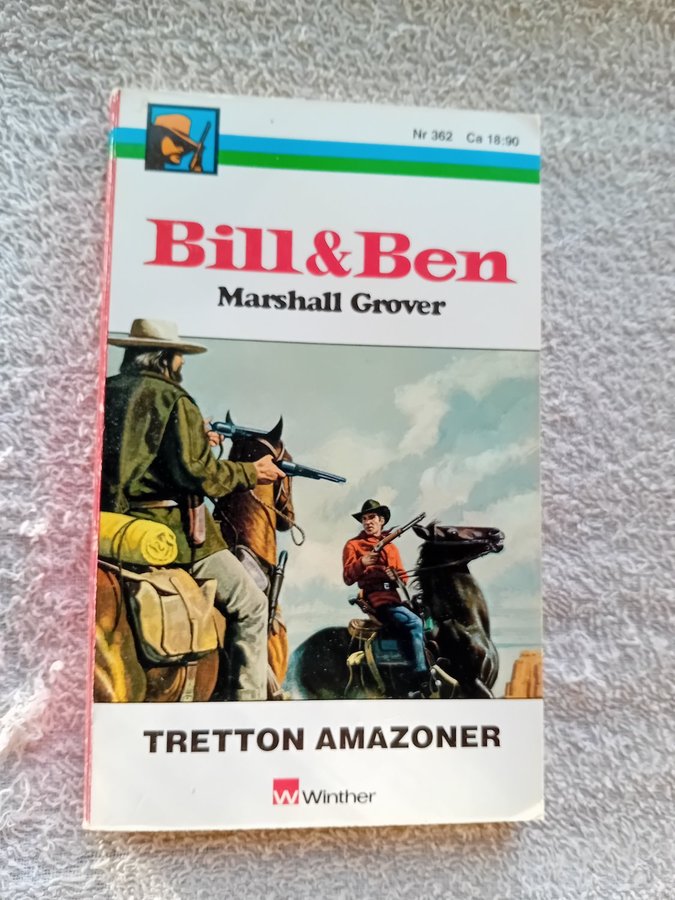 Nr 362 Ca 18:90
Bill&Ben
Marshall Grover
TRETTON AMAZONER
W Winther